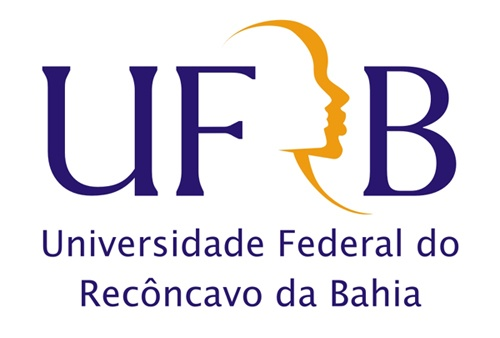 UFRB
Universidade Federal do
Recôncavo da Bahia